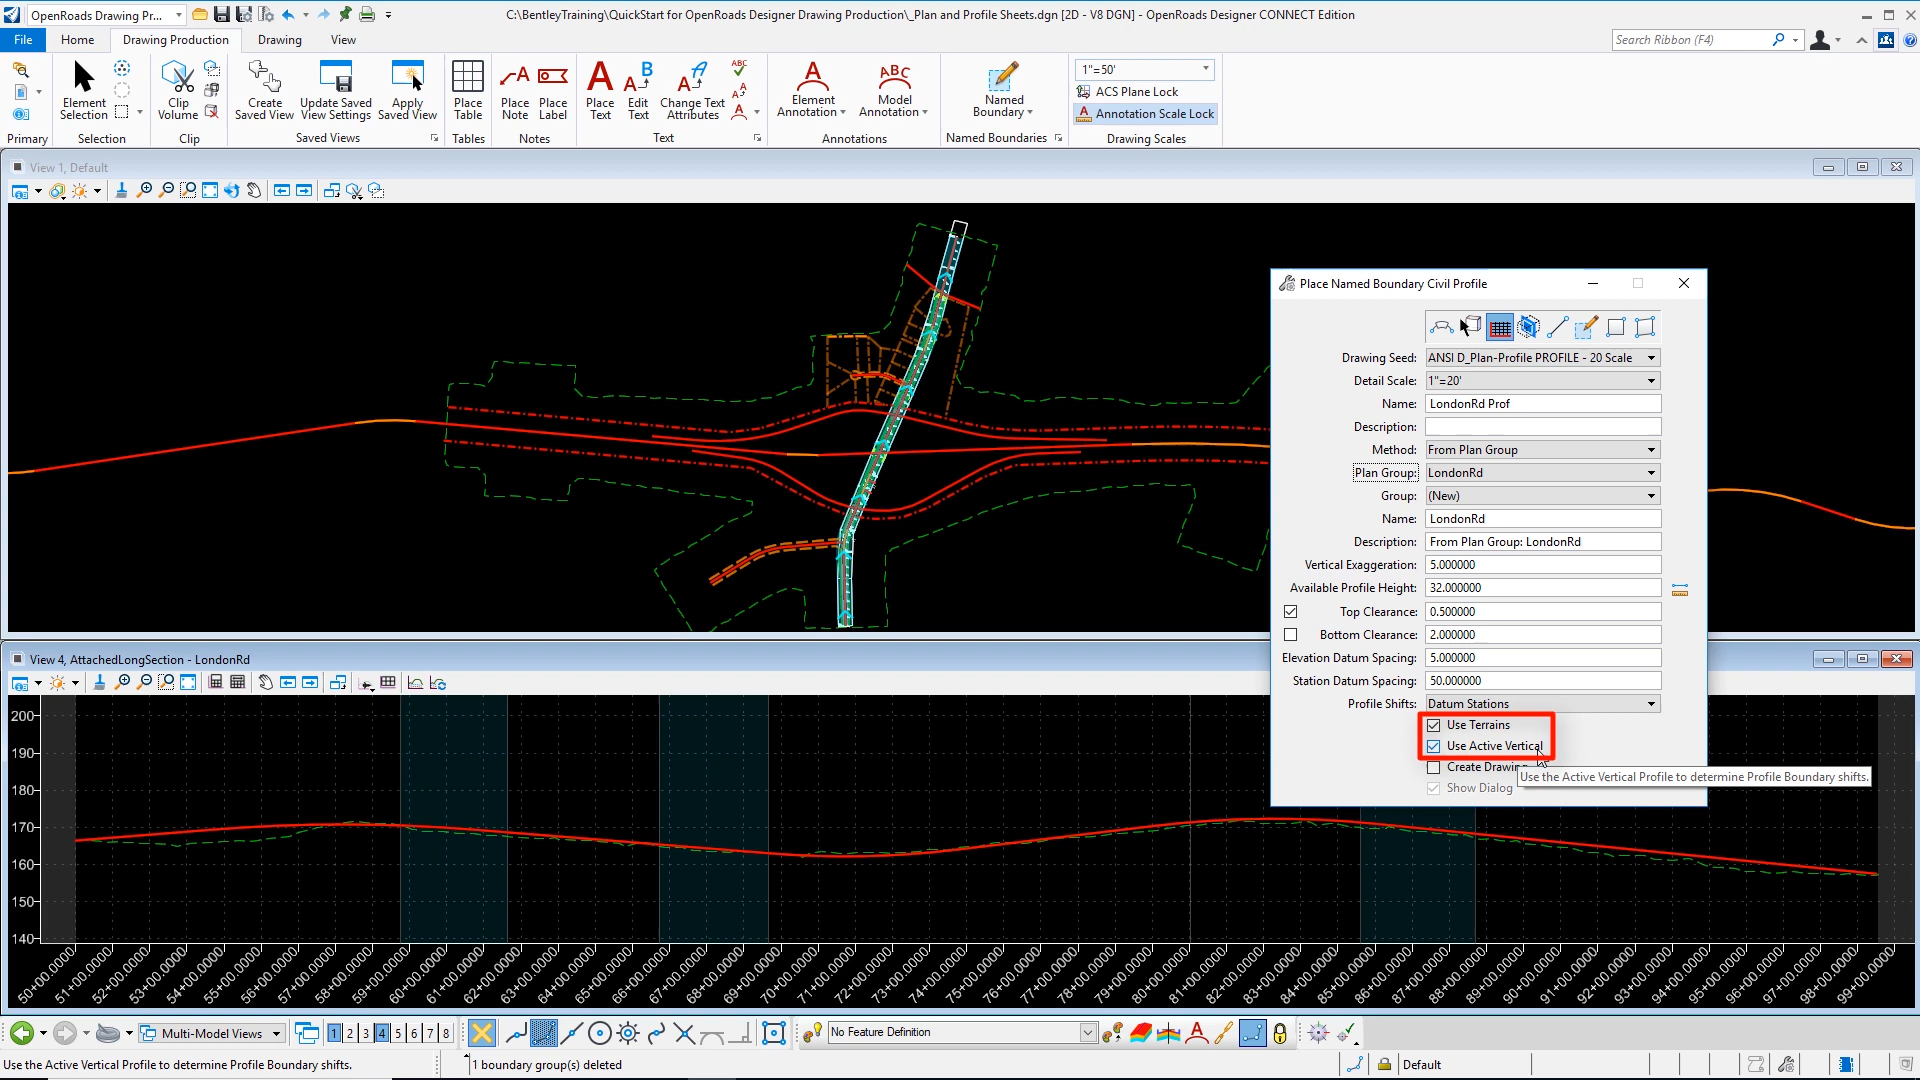 OpenRoads Drawing Pr...
C:\BentleyTraining\QuickStart for OpenRoads Designer Drawing Production\_Plan and Profile Sheets.dgn [2D - V8 DGN] - OpenRoads Designer CONNECT Edition
File Home Drawing Production Drawing View
Search Ribbon (F4)
Element Selection
Clip Volume
Create Saved View
Update Saved View Settings
Apply Saved View
Place Table
Place Note
Place Label
Place Text
Edit Text
Change Text Attributes
Element Annotation
Model Annotation
Named Boundary
1"=50'
ACS Plane Lock
Annotation Scale Lock
Primary Selection Clip Saved Views Tables Notes Text Annotations Named Boundaries Drawing Scales
View 1, Default
Place Named Boundary Civil Profile
Drawing Seed: ANSI D_Plan-Profile PROFILE - 20 Scale
Detail Scale: 1"=20'
Name: LondonRd Prof
Description:
Method: From Plan Group
Plan Group: LondonRd
Group: (New)
Name: LondonRd
Description: From Plan Group: LondonRd
Vertical Exaggeration: 5.000000
Available Profile Height: 32.000000
Top Clearance: 0.500000
Bottom Clearance: 2.000000
Elevation Datum Spacing: 5.000000
Station Datum Spacing: 50.000000
Profile Shifts: Datum Stations
Use Terrains
Use Active Vertical
Create Drawing
Use the Active Vertical Profile to determine Profile Boundary shifts.
Show Dialog
View 4, AttachedLongSection - LondonRd
200
190
180
170
160
150
140
50+00.0000 51+00.0000 52+00.0000 53+00.0000 54+00.0000 55+00.0000 56+00.0000 57+00.0000 58+00.0000 59+00.0000 60+00.0000 61+00.0000 62+00.0000 63+00.0000 64+00.0000 65+00.0000 66+00.0000 67+00.0000 68+00.0000 69+00.0000 70+00.0000 71+00.0000 72+00.0000 73+00.0000 74+00.0000 75+00.0000 76+00.0000 77+00.0000 78+00.0000 79+00.0000 80+00.0000 81+00.0000 82+00.0000 83+00.0000 84+00.0000 85+00.0000 86+00.0000 87+00.0000 88+00.0000 89+00.0000 90+00.0000 91+00.0000 92+00.0000 93+00.0000 94+00.0000 95+00.0000 96+00.0000 97+00.0000 98+00.0000 99+00.0000
Multi-Model Views 1 2 3 4 5 6 7 8 No Feature Definition
Use the Active Vertical Profile to determine Profile Boundary shifts. 1 boundary group(s) deleted Default